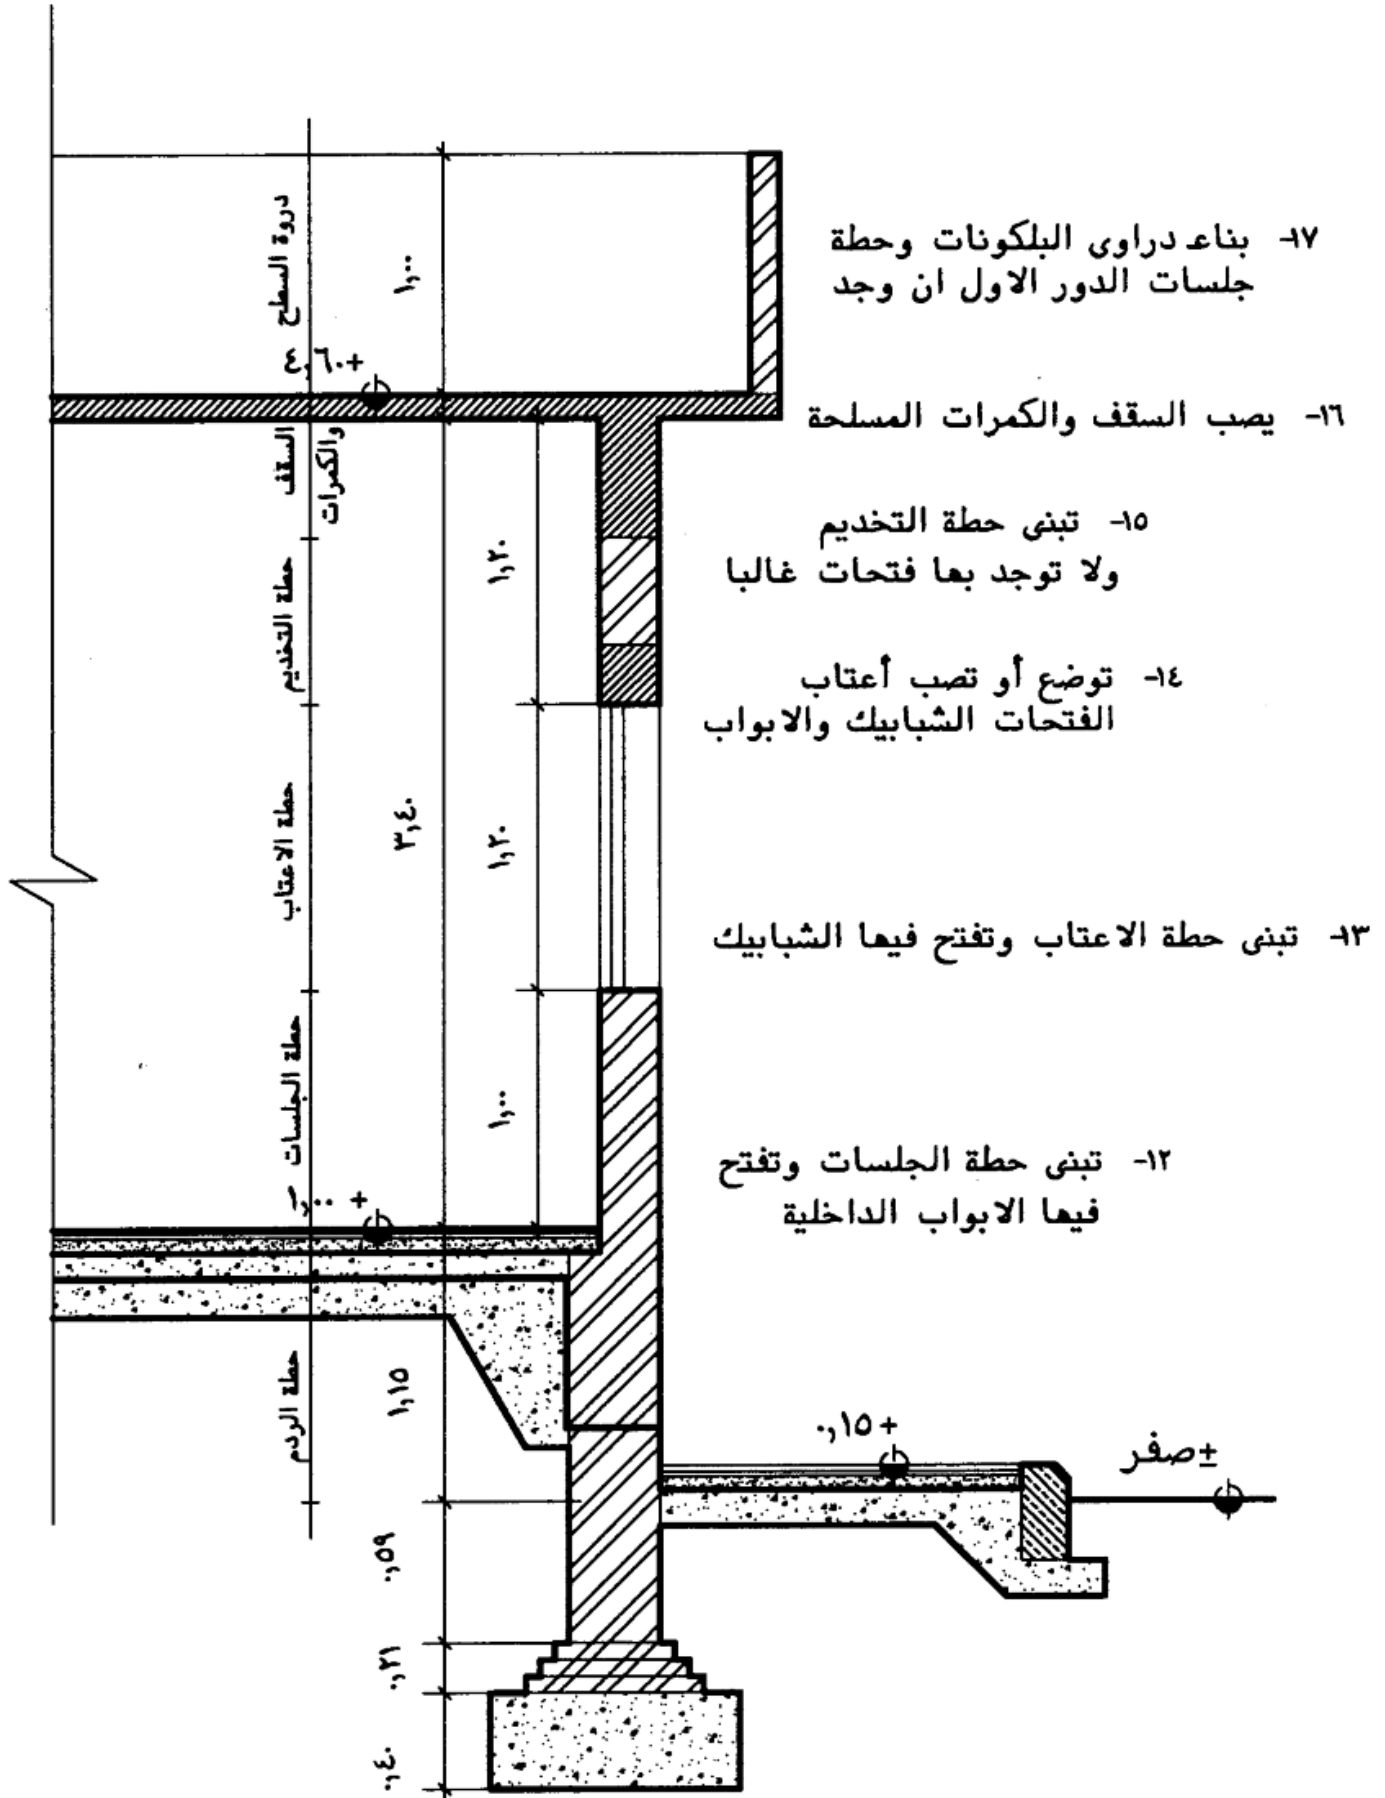 ١٧- بناء دراوى البلكونات وحطة
جلسات الدور الاول ان وجد
١٦- يصب السقف والكمرات المسلحة
١٥- تبنى حطة التخديم
ولا توجد بها فتحات غالبا
١٤- توضع أو تصب أعتاب
الفتحات الشبابيك والابواب
١٣- تبنى حطة الاعتاب وتفتح فيها الشبابيك
١٢- تبنى حطة الجلسات وتفتح
فيها الابواب الداخلية
±صفر
+٠,١٥
دروة السطح
١,٠٠
+٤,٦٠
السقف
والكمرات
حطة التخديم
١,٢٠
حطة الاعتاب
٣,٤٠
١,٢٠
حطة الجلسات
١,٠٠
حطة الردم
١,١٥
٠,٥٩
٠,٢١
٠,٤٠